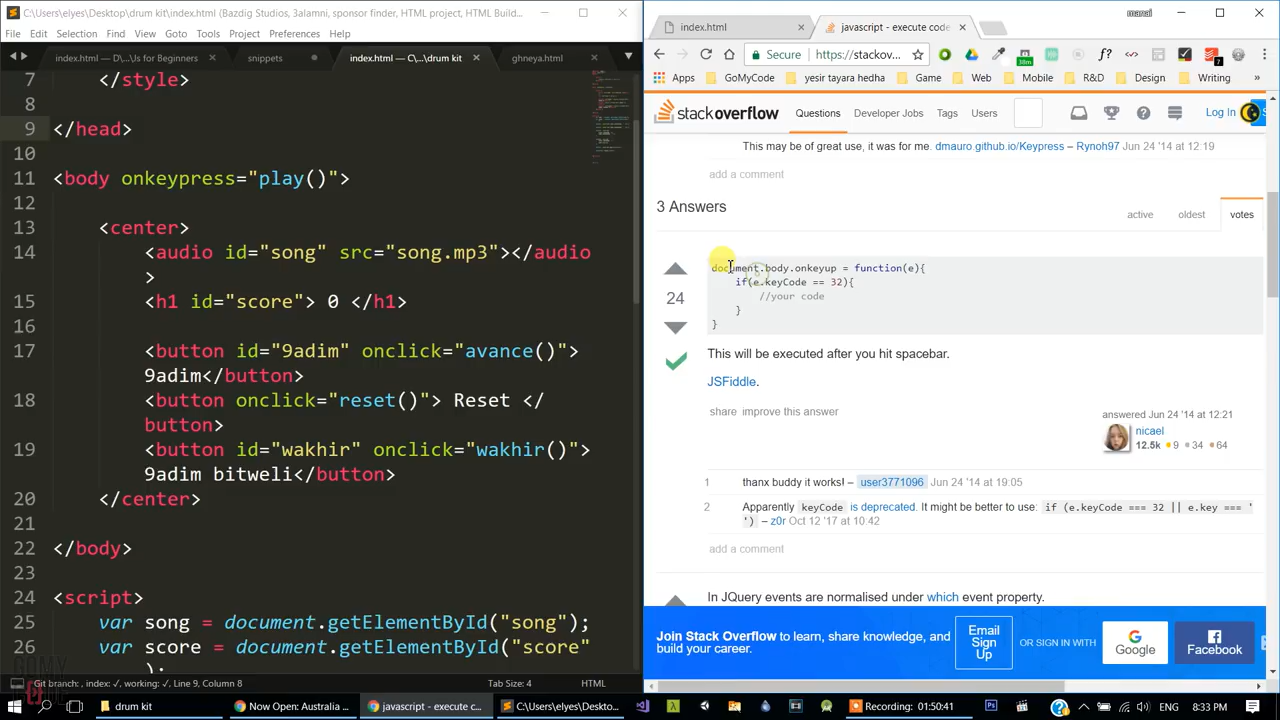 C:\Users\elyes\Desktop\drum kit\index.html (Bazdig Studios, 3alamni, sponsor finder, HTML project, HTML Build...
File Edit Selection Find View Goto Tools Project Preferences Help
index.html — D\...\Js for Beginners
snippets
index.html — C\...\drum kit
ghneya.html
7 </style>
8
9 </head>
10
11 <body onkeypress="play()">
12
13 <center>
14 <audio id="song" src="song.mp3"></audio
>
15 <h1 id="score"> 0 </h1>
16
17 <button id="9adim" onclick="avance()">
9adim</button>
18 <button onclick="reset()"> Reset </
button>
19 <button id="wakhir" onclick="wakhir()">
9adim bitweli</button>
20 </center>
21
22 </body>
23
24 <script>
25 var song = document.getElementById("song");
26 var score = document.getElementById("score"
);
Git branch: , index: ✓, working: ✓, Line 9, Column 8
Tab Size: 4
HTML
manai
index.html
javascript - execute code
Secure
https://stackov
38m
7
Apps GoMyCode yesir tayara hedha Game Web Mobile R&D Design Writing »
stackoverflow
Questions Developer Jobs Tags Users
Log In
This may be of great use, it was for me. dmauro.github.io/Keypress – Rynoh97 Jun 24 '14 at 12:19
add a comment
3 Answers
active oldest votes
24
document.body.onkeyup = function(e){
if(e.keyCode == 32){
//your code
}
}
This will be executed after you hit spacebar.
JSFiddle.
share improve this answer
answered Jun 24 '14 at 12:21
nicael
12.5k 9 34 64
1 thanx buddy it works! – user3771096 Jun 24 '14 at 19:05
2 Apparently keyCode is deprecated. It might be better to use: if (e.keyCode === 32 || e.key === '
') – z0r Oct 12 '17 at 10:42
add a comment
In JQuery events are normalised under which event property.
Join Stack Overflow to learn, share knowledge, and
build your career.
Email
Sign
Up
OR SIGN IN WITH
Google
Facebook
drum kit
Now Open: Australia ...
javascript - execute c...
C:\Users\elyes\Deskto...
Recording... 01:50:41
8:33 PM